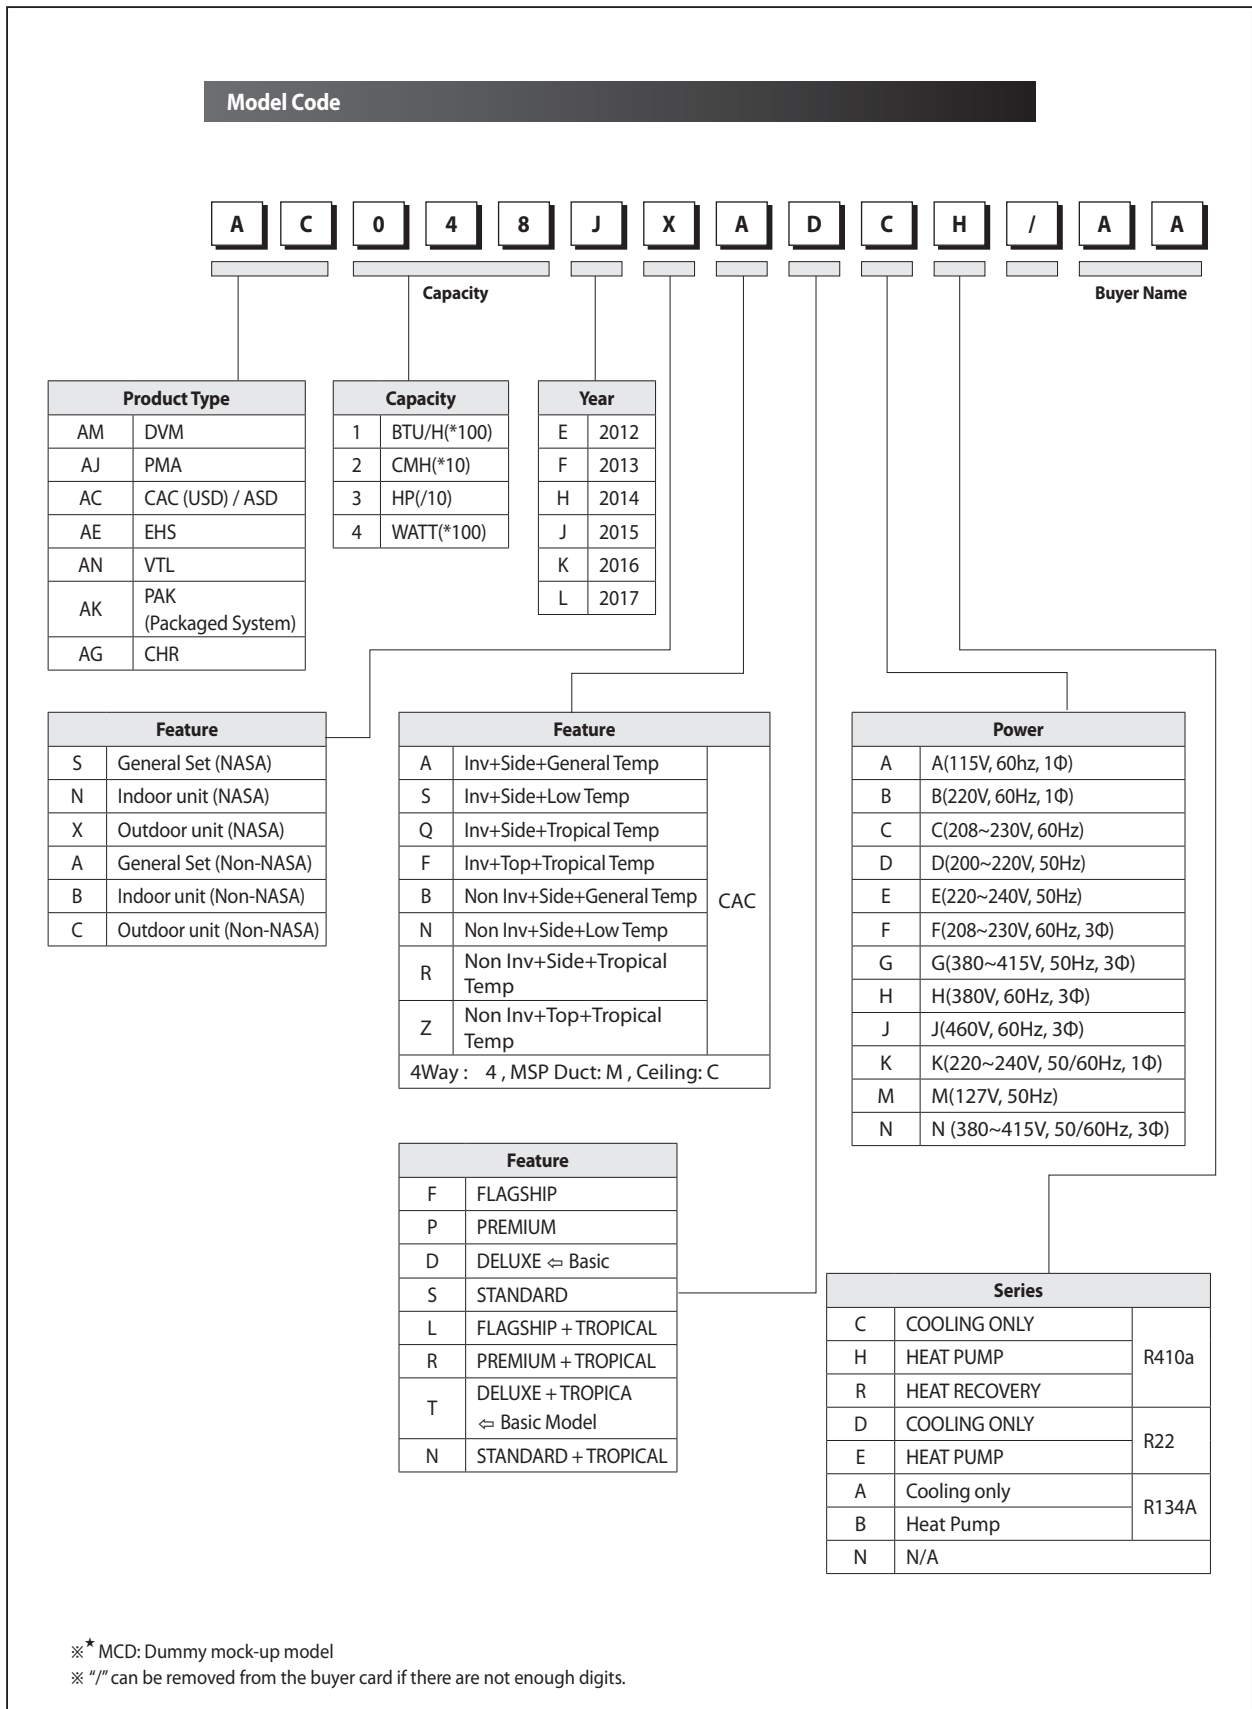 Model Code
A C 0 4 8 J X A D C H / A A
Capacity
Buyer Name
Product Type
AM DVM
AJ PMA
AC CAC (USD) / ASD
AE EHS
AN VTL
AK PAK
(Packaged System)
AG CHR
Capacity
1 BTU/H(*100)
2 CMH(*10)
3 HP(/10)
4 WATT(*100)
Year
E 2012
F 2013
H 2014
J 2015
K 2016
L 2017
Feature
S General Set (NASA)
N Indoor unit (NASA)
X Outdoor unit (NASA)
A General Set (Non-NASA)
B Indoor unit (Non-NASA)
C Outdoor unit (Non-NASA)
Feature
A Inv+Side+General Temp
S Inv+Side+Low Temp
Q Inv+Side+Tropical Temp
F Inv+Top+Tropical Temp
B Non Inv+Side+General Temp CAC
N Non Inv+Side+Low Temp
R Non Inv+Side+Tropical
Temp
Z Non Inv+Top+Tropical
Temp
4Way : 4 , MSP Duct: M , Ceiling: C
Power
A A(115V, 60hz, 1Φ)
B B(220V, 60Hz, 1Φ)
C C(208~230V, 60Hz)
D D(200~220V, 50Hz)
E E(220~240V, 50Hz)
F F(208~230V, 60Hz, 3Φ)
G G(380~415V, 50Hz, 3Φ)
H H(380V, 60Hz, 3Φ)
J J(460V, 60Hz, 3Φ)
K K(220~240V, 50/60Hz, 1Φ)
M M(127V, 50Hz)
N N (380~415V, 50/60Hz, 3Φ)
Feature
F FLAGSHIP
P PREMIUM
D DELUXE ⇦ Basic
S STANDARD
L FLAGSHIP + TROPICAL
R PREMIUM + TROPICAL
T DELUXE + TROPICA
⇦ Basic Model
N STANDARD + TROPICAL
Series
C COOLING ONLY
H HEAT PUMP R410a
R HEAT RECOVERY
D COOLING ONLY R22
E HEAT PUMP
A Cooling only R134A
B Heat Pump
N N/A
※★ MCD: Dummy mock-up model
※ "/" can be removed from the buyer card if there are not enough digits.